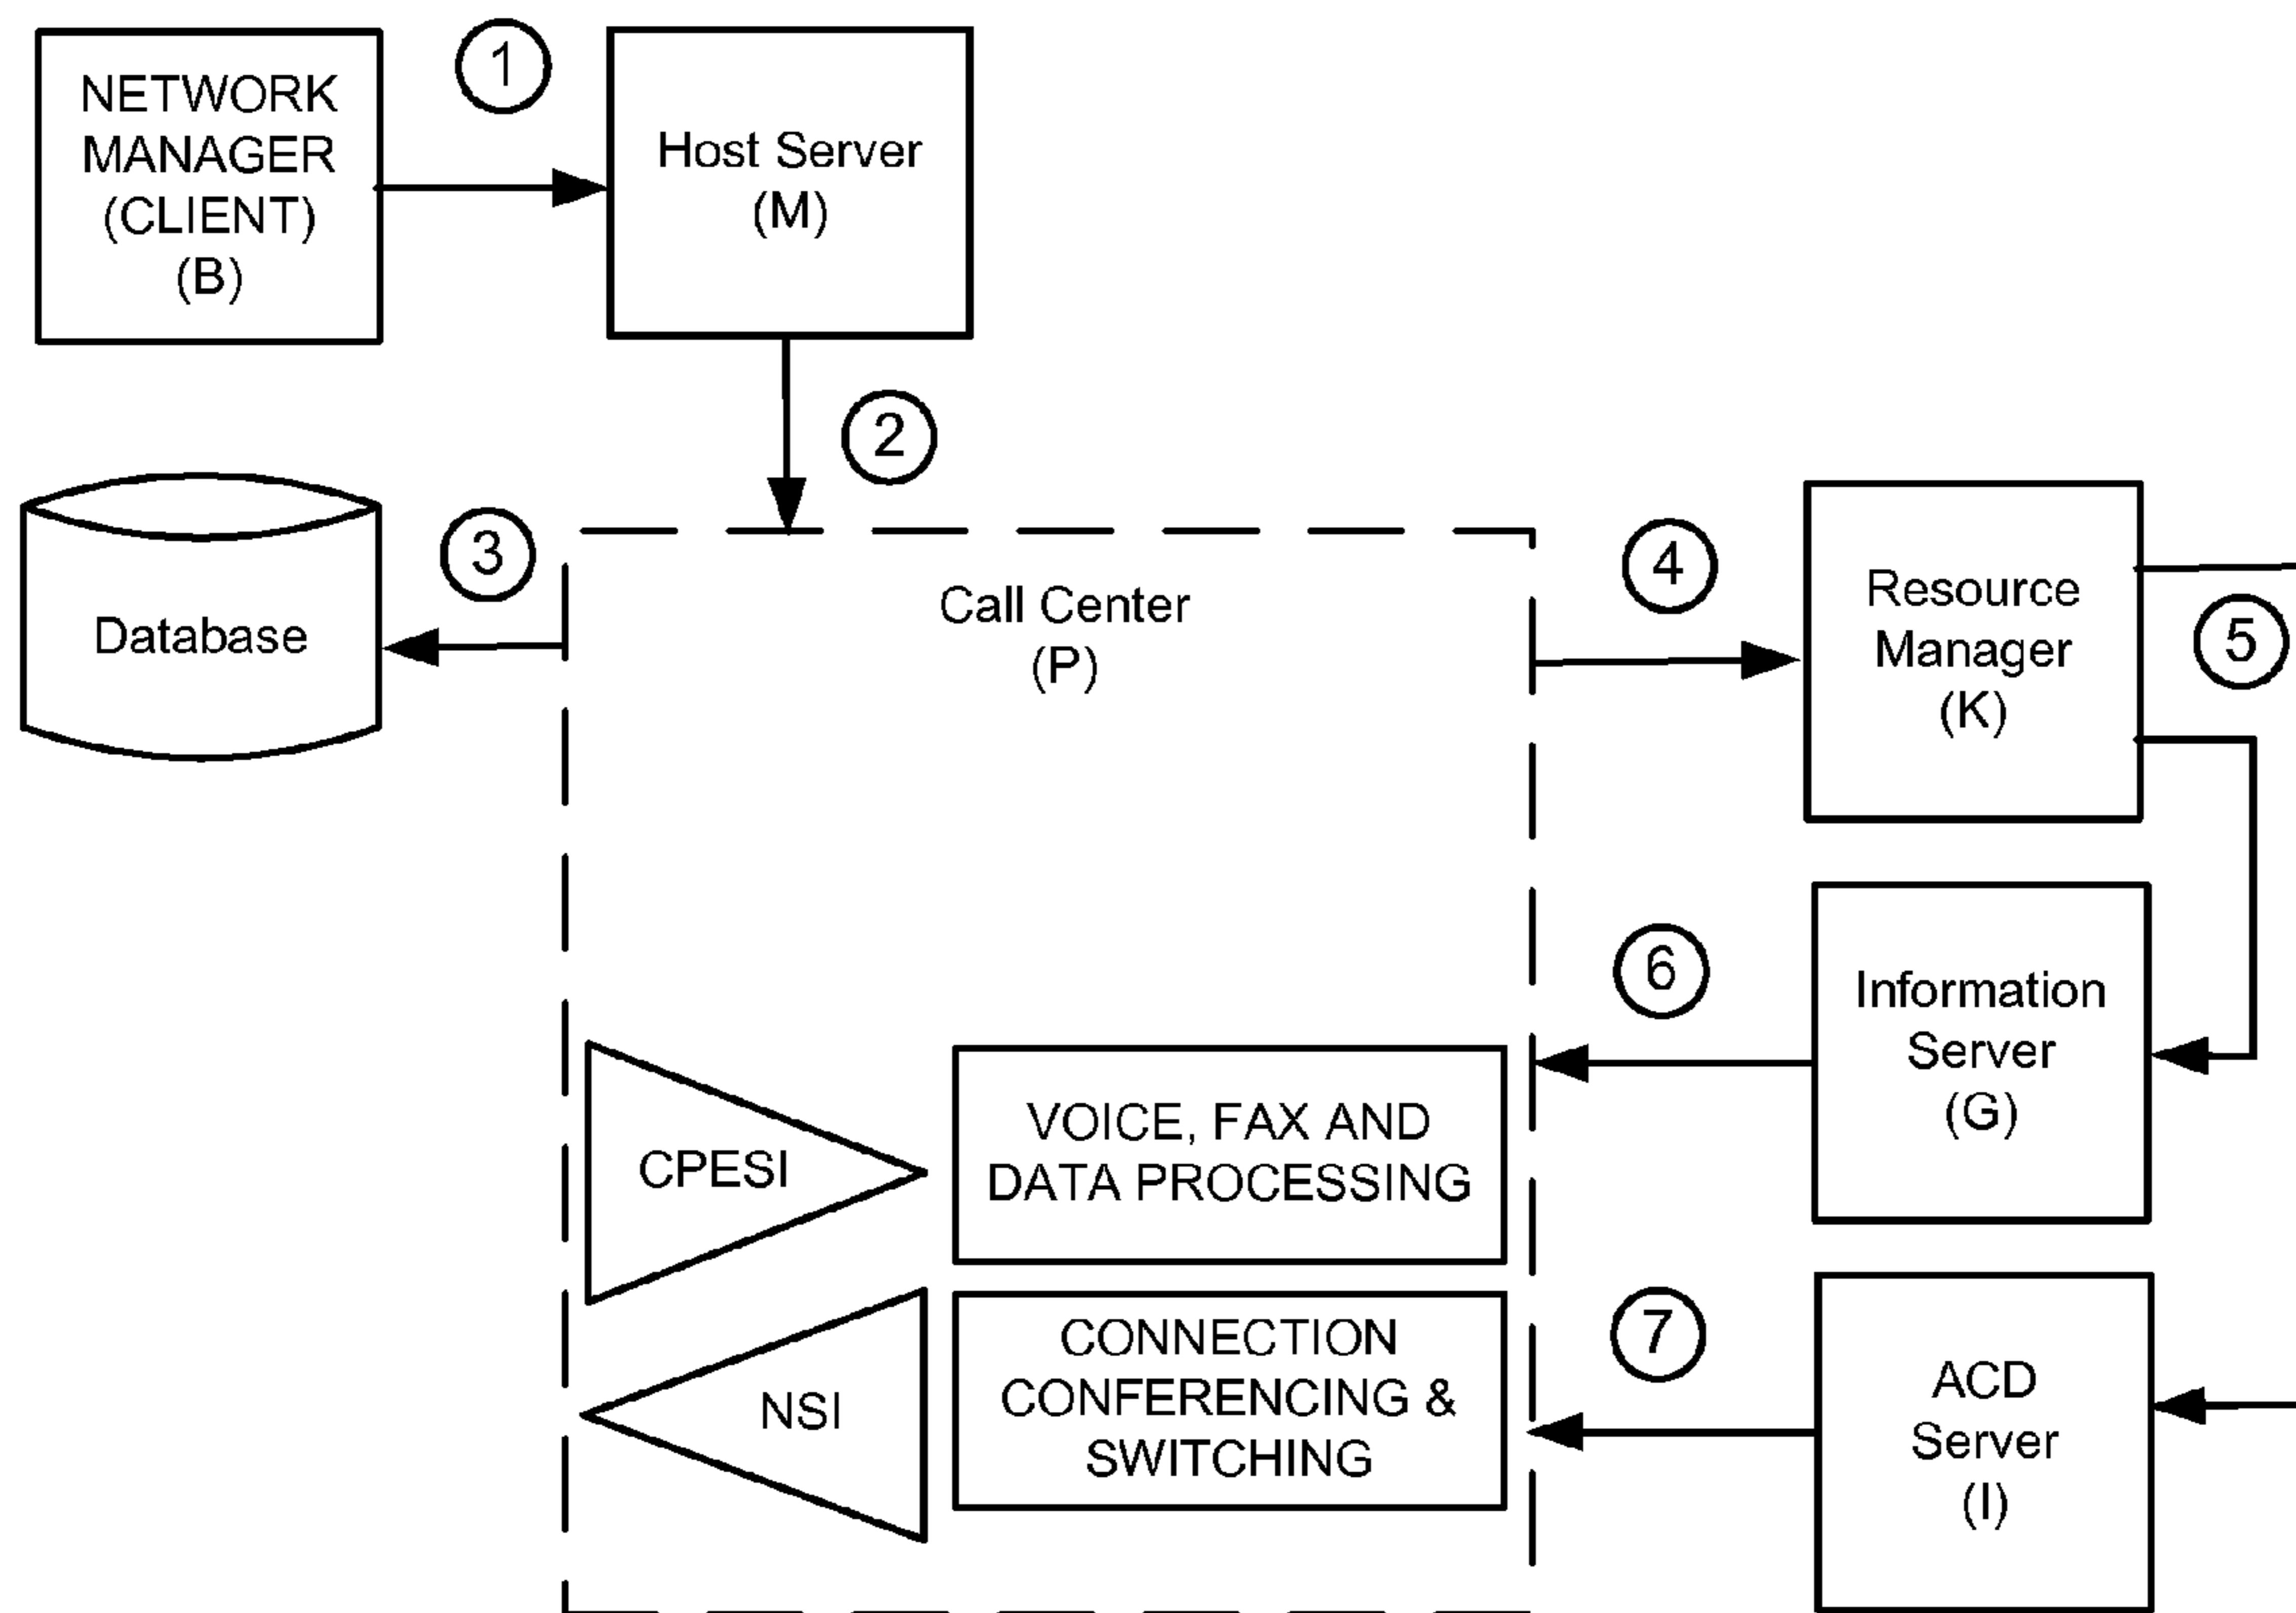 NETWORK
MANAGER
(CLIENT)
(B)
1
Host Server
(M)
2
Database
3
Call Center
(P)
4
Resource
Manager
(K)
5
6
Information
Server
(G)
CPESI
VOICE, FAX AND
DATA PROCESSING
NSI
CONNECTION
CONFERENCING &
SWITCHING
7
ACD
Server
(I)